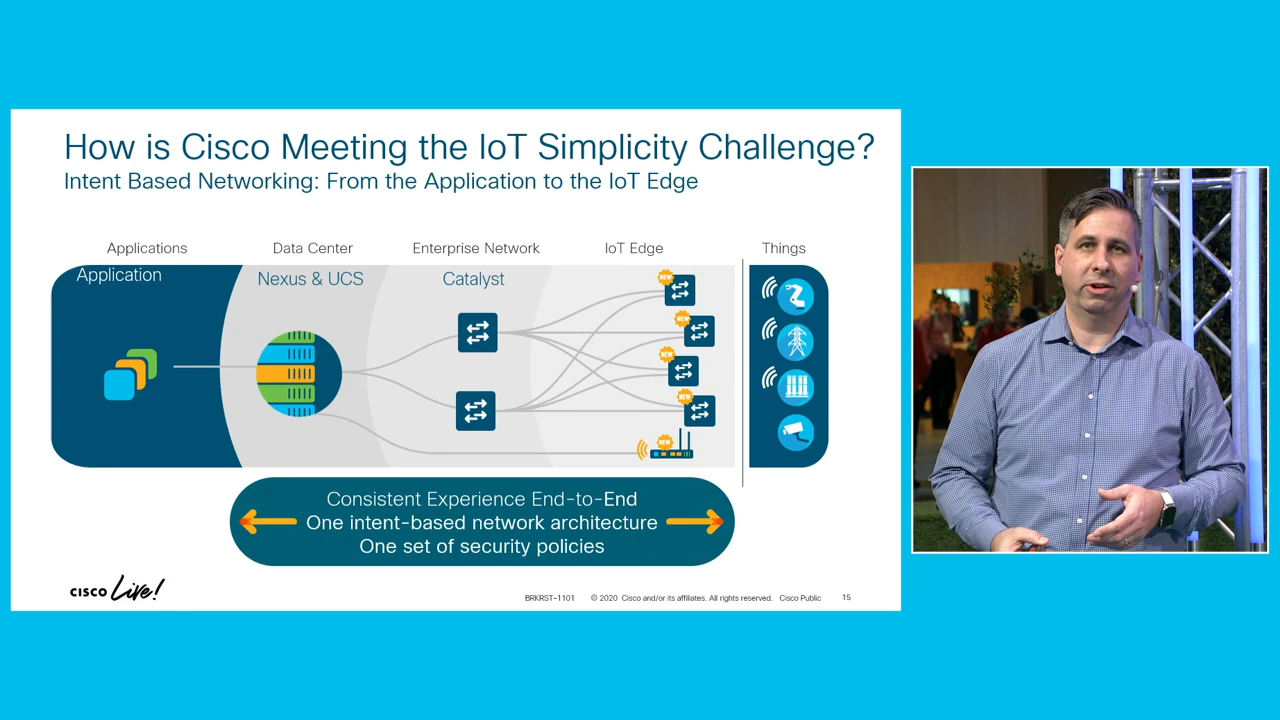 How is Cisco Meeting the IoT Simplicity Challenge?
Intent Based Networking: From the Application to the IoT Edge
Applications
Data Center
Enterprise Network
IoT Edge
Things
Application
Nexus & UCS
Catalyst
NEW
NEW
NEW
NEW
NEW
Consistent Experience End-to-End
One intent-based network architecture
One set of security policies
CISCO Live!
BRKRST-1101 © 2020 Cisco and/or its affiliates. All rights reserved. Cisco Public 15